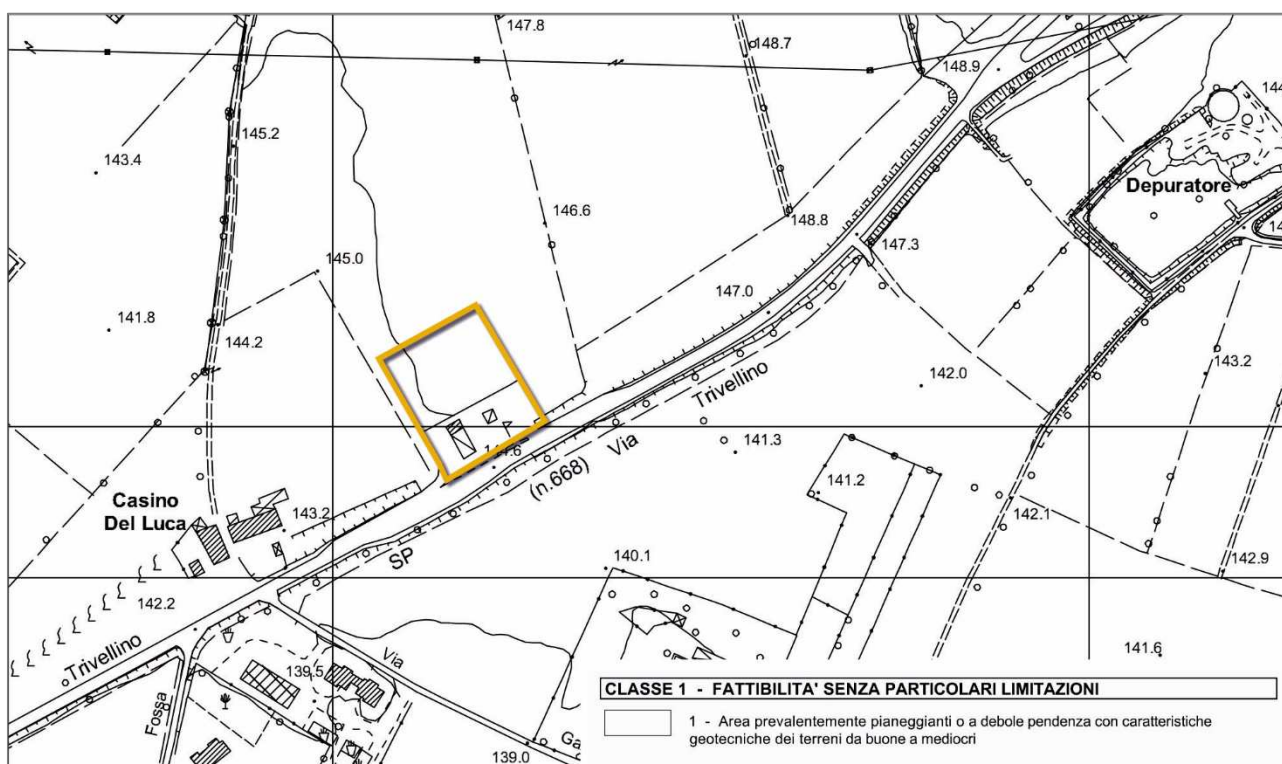 147.8
148.7
148.9
145.2
143.4
144
Depuratore
146.6
148.8
147.3
145.0
147.0
141.8
144.2
143.2
142.0
Trivellino
Via
141.3
(n.668)
141.2
Casino
Del Luca
143.2
SP
142.1
140.1
142.9
142.2
Trivellino
Via
139.5
141.6
Fossa
139.0
Ga
CLASSE 1 - FATTIBILITA' SENZA PARTICOLARI LIMITAZIONI
1 - Area prevalentemente pianeggianti o a debole pendenza con caratteristiche
geotecniche dei terreni da buone a mediocri